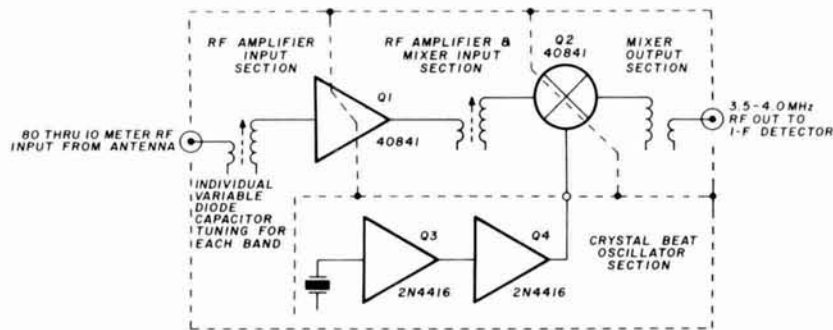 RF AMPLIFIER
INPUT
SECTION
RF AMPLIFIER &
MIXER INPUT
SECTION
Q2
40841
MIXER
OUTPUT
SECTION
Q1
40841
80 THRU 10 METER RF
INPUT FROM ANTENNA
3.5-4.0MHz
RF OUT TO
I-F DETECTOR
INDIVIDUAL
VARIABLE
DIODE
CAPACITOR
TUNING FOR
EACH BAND
Q3
2N4416
Q4
2N4416
CRYSTAL BEAT
OSCILLATOR
SECTION